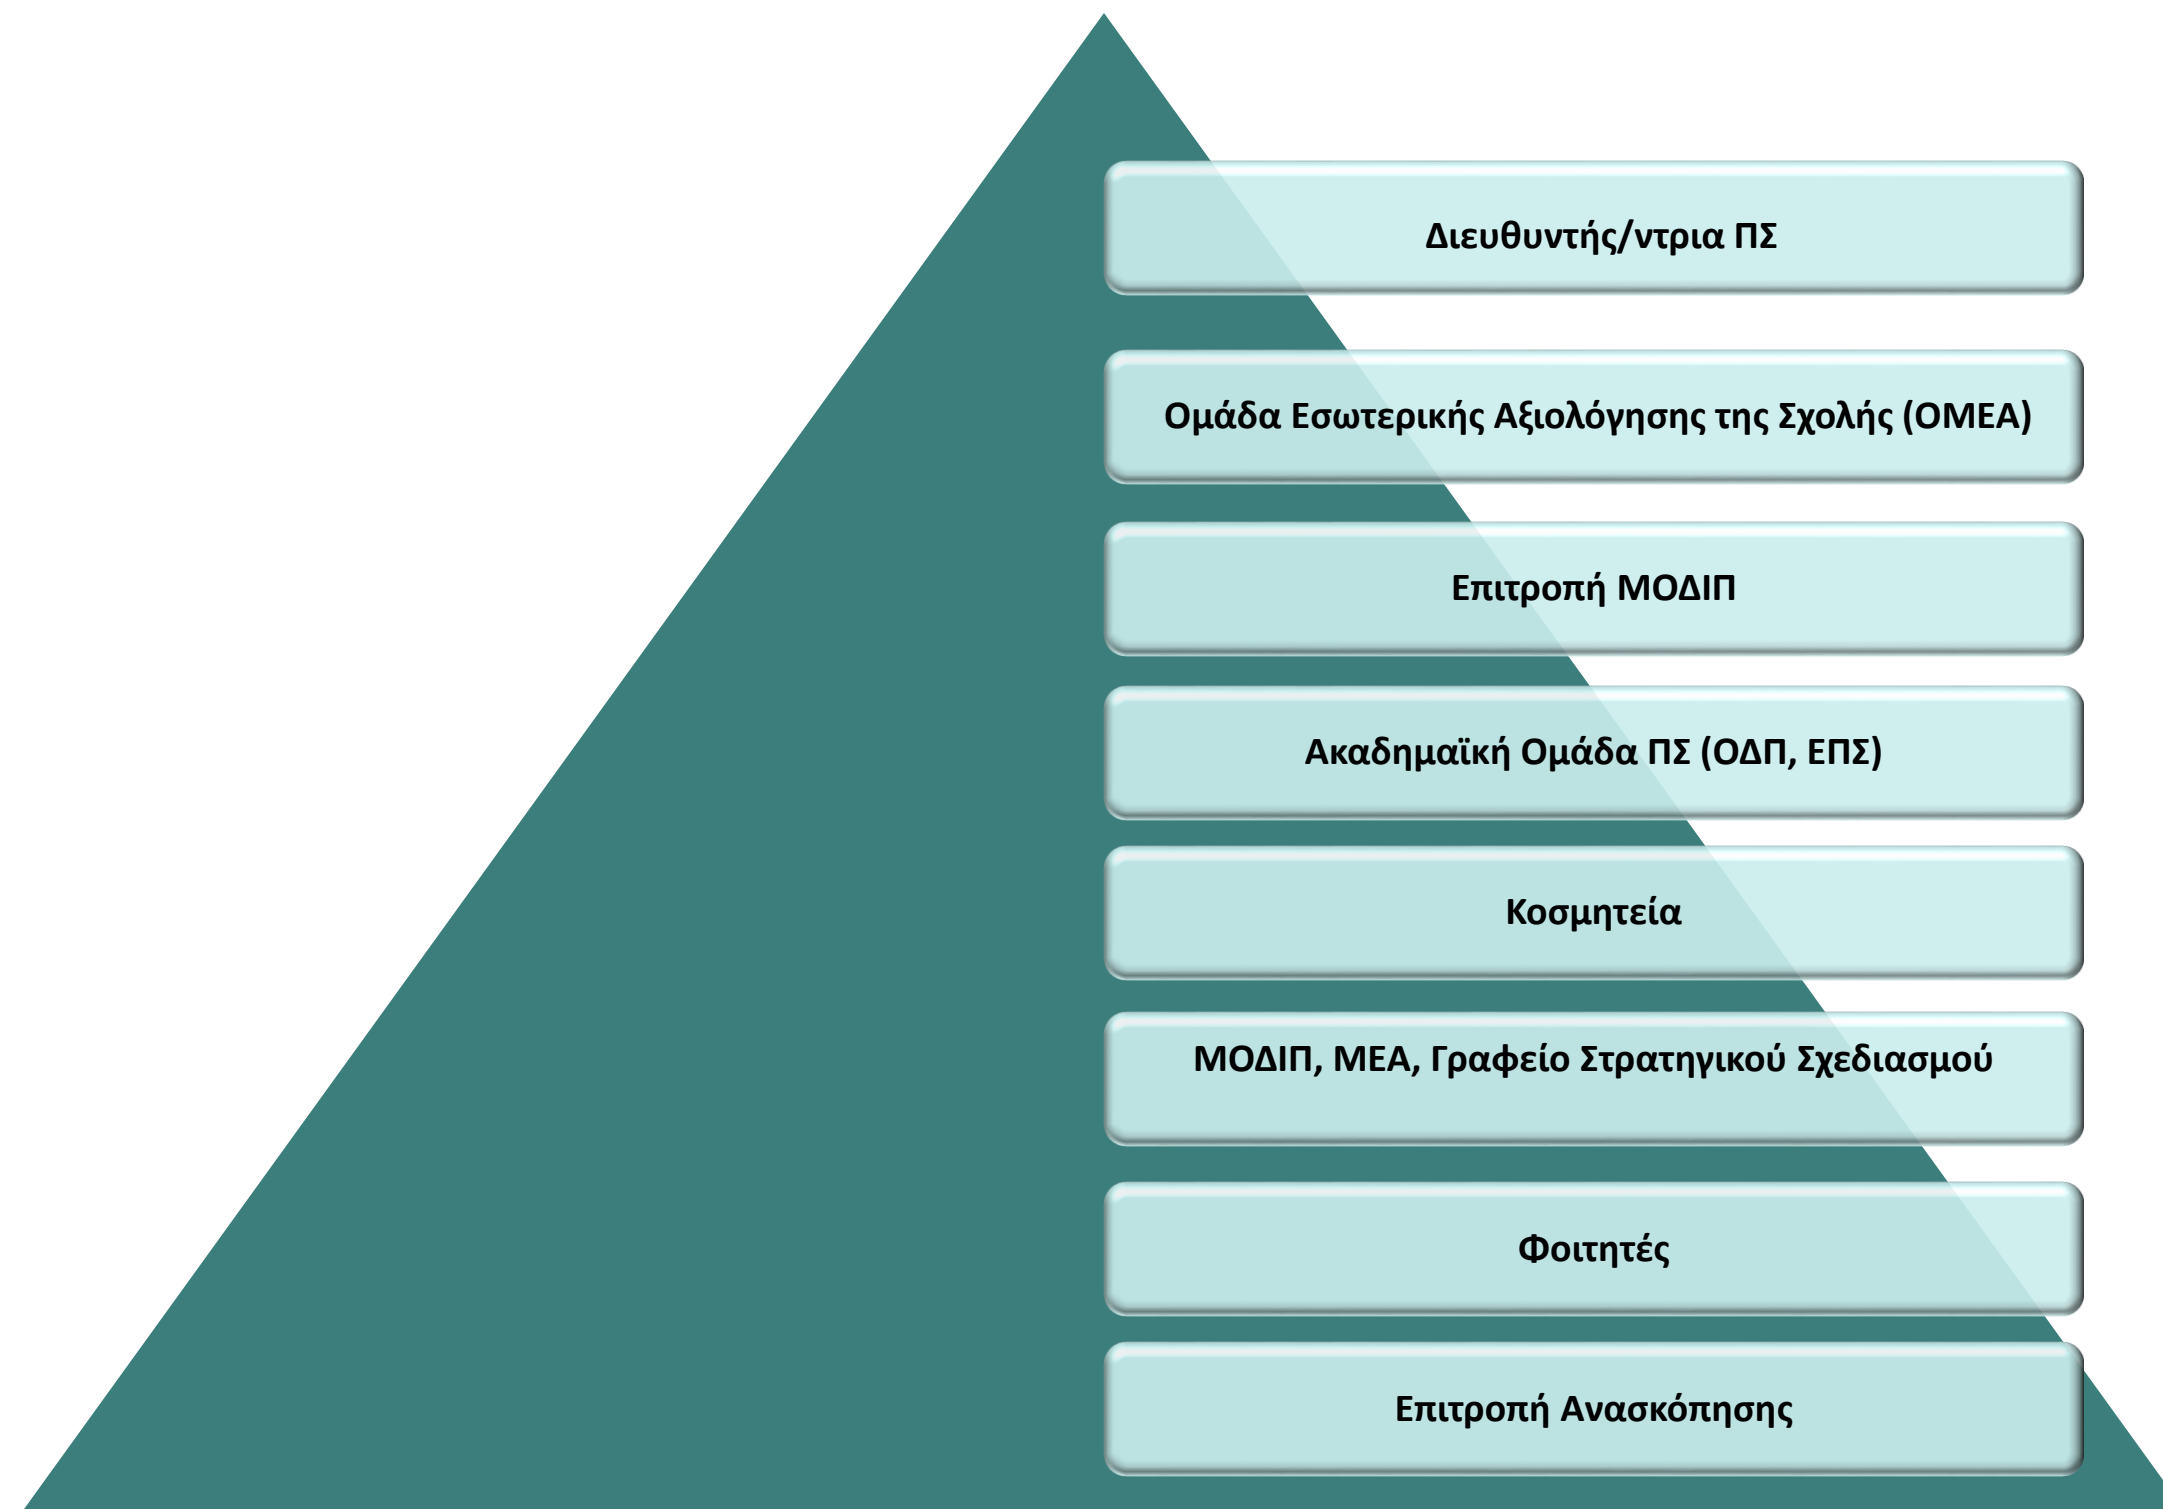 Διευθυντής/ντρια ΠΣ
Ομάδα Εσωτερικής Αξιολόγησης της Σχολής (ΟΜΕΑ)
Επιτροπή ΜΟΔΙΠ
Ακαδημαϊκή Ομάδα ΠΣ (ΟΔΠ, ΕΠΣ)
Κοσμητεία
ΜΟΔΙΠ, ΜΕΑ, Γραφείο Στρατηγικού Σχεδιασμού
Φοιτητές
Επιτροπή Ανασκόπησης